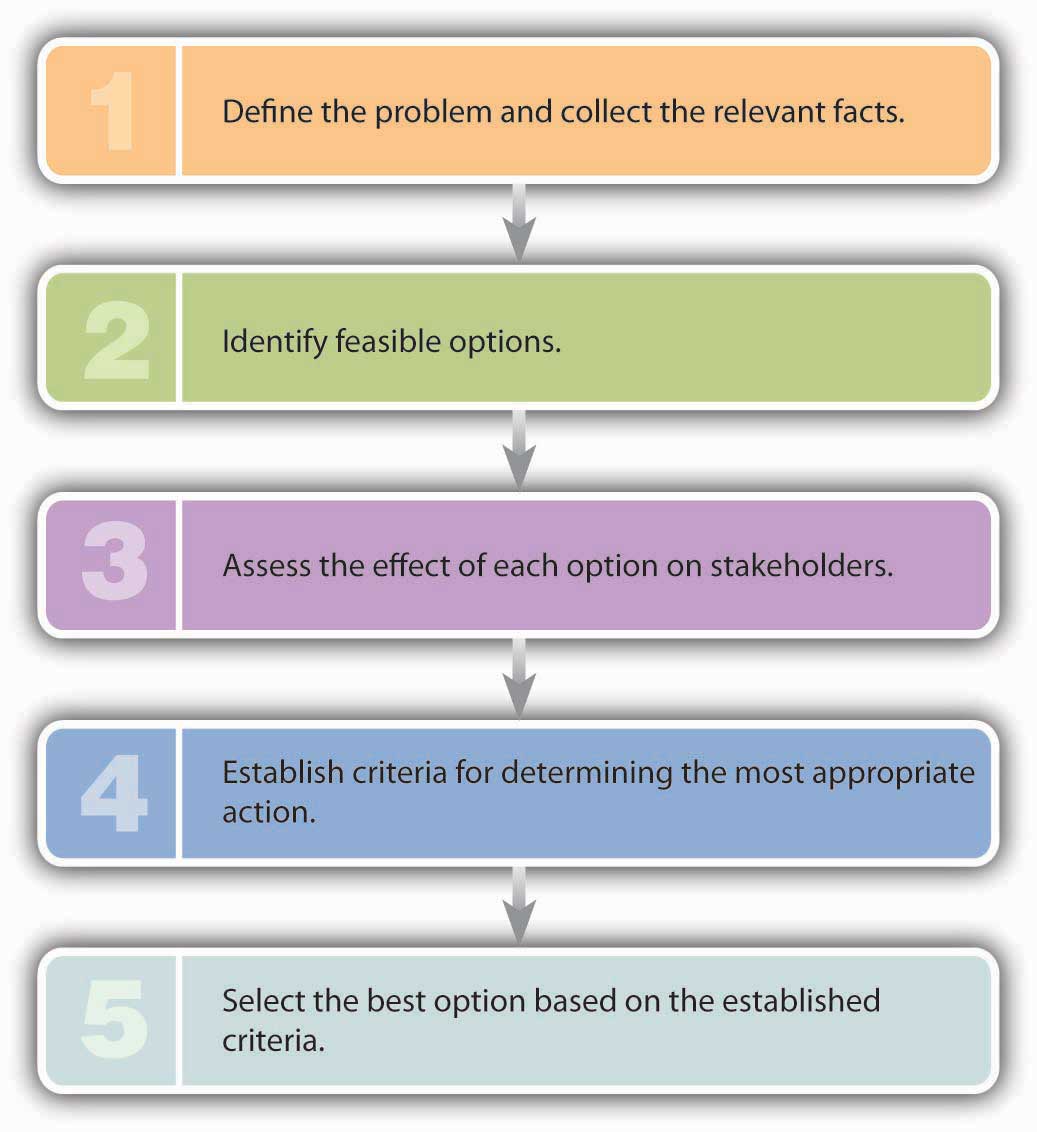 1
Define the problem and collect the relevant facts.
2
Identify feasible options.
3
Assess the effect of each option on stakeholders.
4
Establish criteria for determining the most appropriate
action.
5
Select the best option based on the established
criteria.